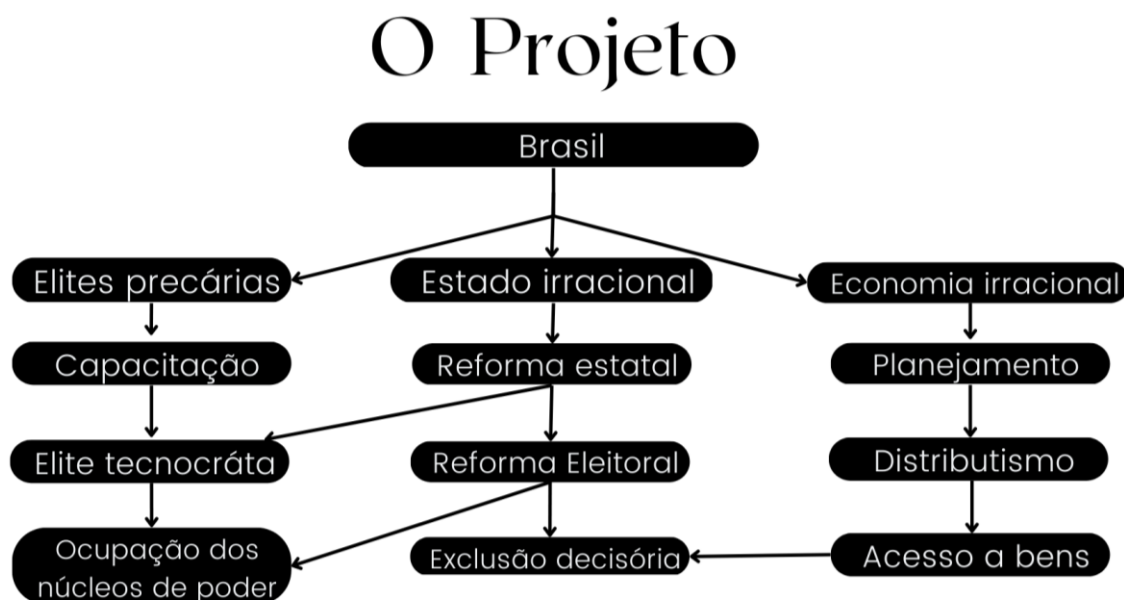 O Projeto
Brasil
Elites precárias
Estado irracional
Economia irracional
Capacitação
Reforma estatal
Planejamento
Elite tecnocráta
Reforma Eleitoral
Distributismo
Ocupação dos
núcleos de poder
Exclusão decisória
Acesso a bens